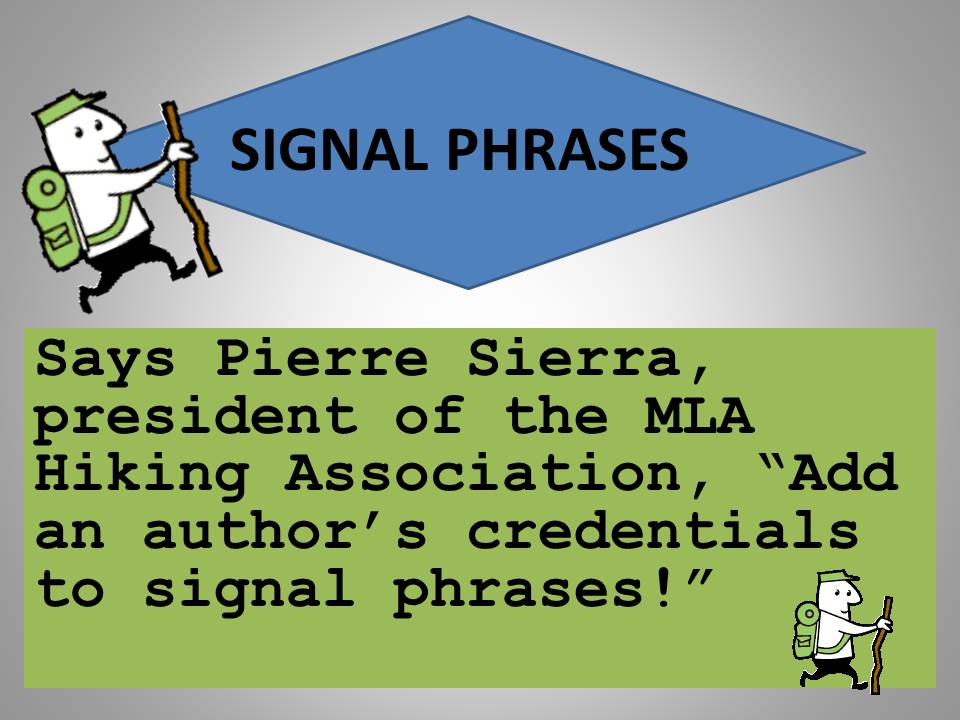 SIGNAL PHRASES
Says Pierre Sierra,
president of the MLA
Hiking Association, “Add
an author’s credentials
to signal phrases!”